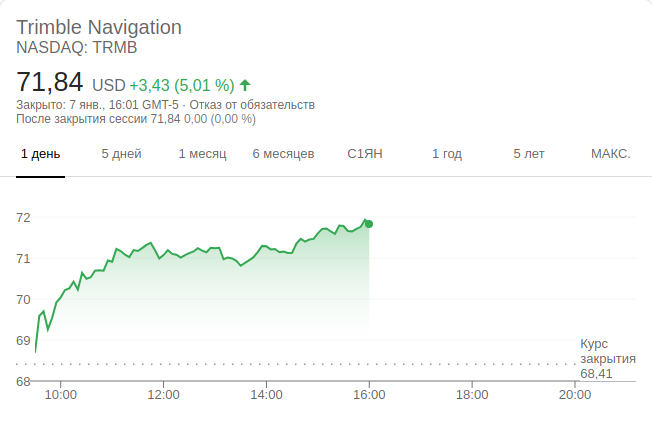 Trimble Navigation
NASDAQ: TRMB
71,84 USD +3,43 (5,01 %)
Закрыто: 7 янв., 16:01 GMT-5 · Отказ от обязательств
После закрытия сессии 71,84 0,00 (0,00 %)
1 день 5 дней 1 месяц 6 месяцев С1ЯН 1 год 5 лет МАКС.
72
71
70
69
Курс
закрытия
68,41
68
10:00 12:00 14:00 16:00 18:00 20:00